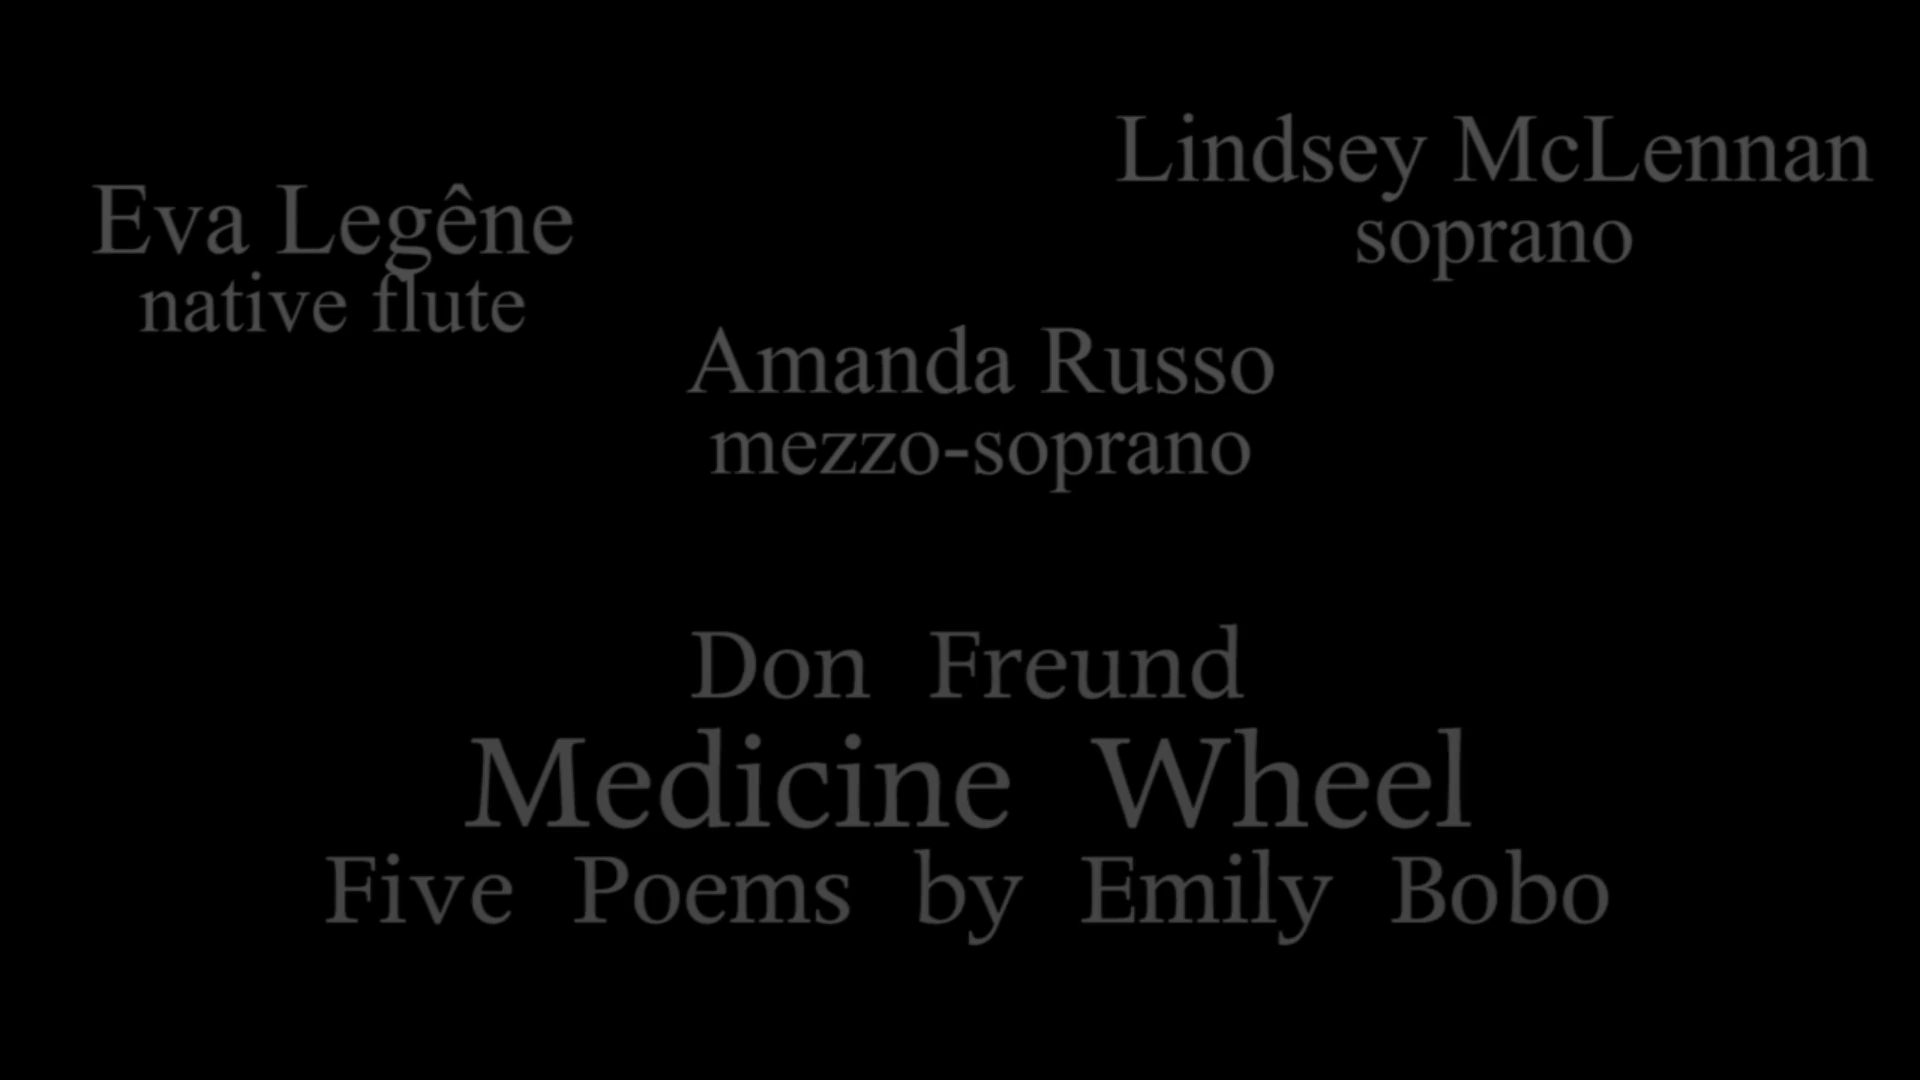 Eva Legêne
native flute
Lindsey McLennan
soprano
Amanda Russo
mezzo-soprano
Don Freund
Medicine Wheel
Five Poems by Emily Bobo